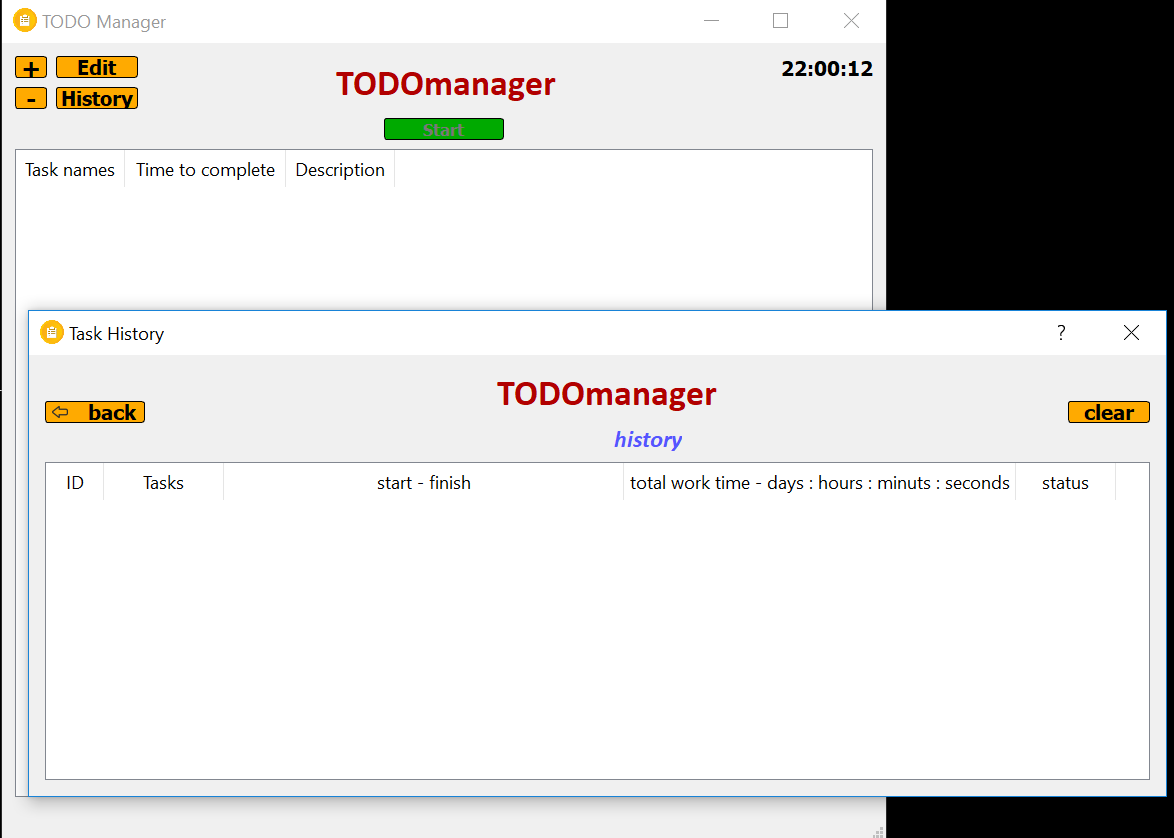 TODO Manager
+ Edit
TODOmanager
22:00:12
- History
Start
Task names Time to complete Description
Task History
?
TODOmanager
back
clear
history
ID Tasks start - finish total work time - days : hours : minuts : seconds status